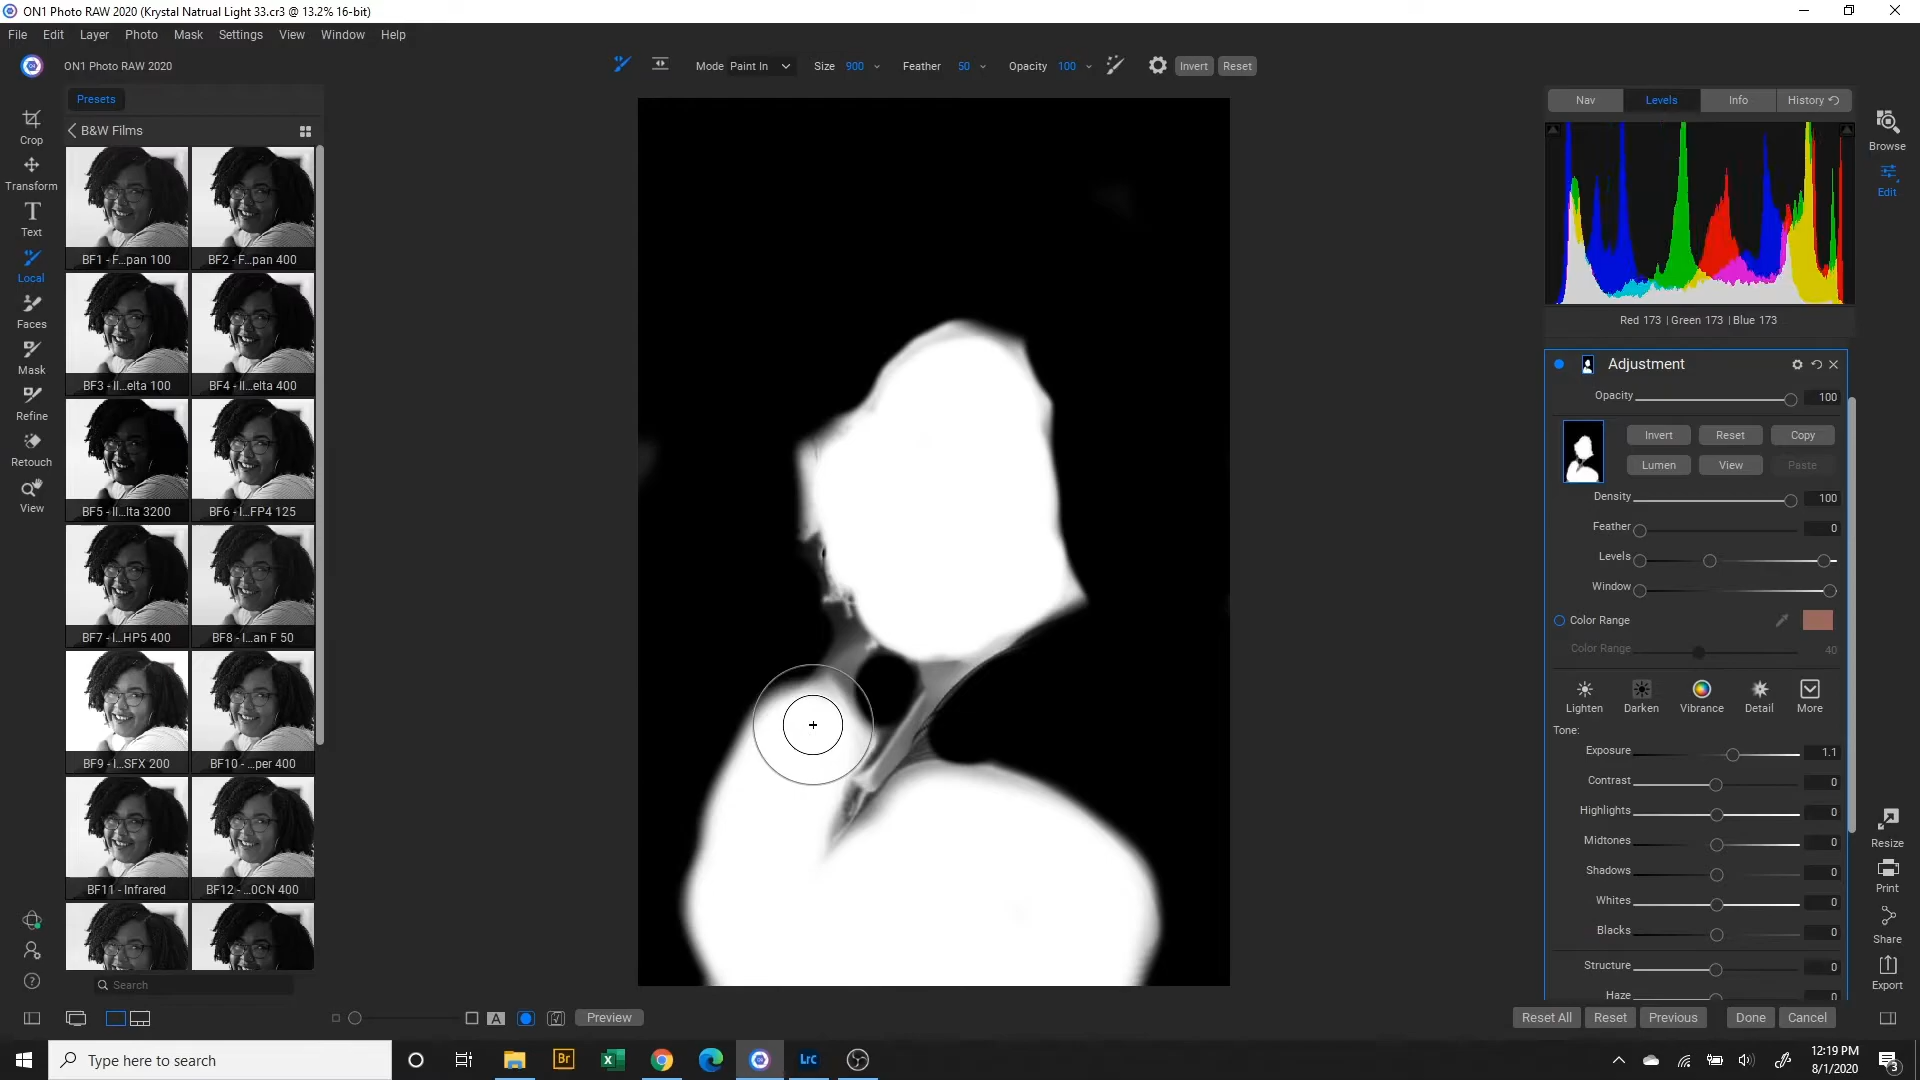 ON1 Photo RAW 2020 (Krystal Natrual Light 33.cr3 @ 13.2% 16-bit)
File Edit Layer Photo Mask Settings View Window Help
ON1 Photo RAW 2020
Mode Paint In Size 900 Feather 50 Opacity 100 Invert Reset
Presets
B&W Films
BF1 - F...pan 100
BF2 - F...pan 400
BF3 - Il...elta 100
BF4 - Il...elta 400
BF5 - Il...lta 3200
BF6 - I...FP4 125
BF7 - I...HP5 400
BF8 - I...an F 50
BF9 - I...SFX 200
BF10 - ...per 400
BF11 - Infrared
BF12 - ...0CN 400
Search
Crop
Transform
Text
Local
Faces
Mask
Refine
Retouch
View
Nav Levels Info History
Red 173 | Green 173 | Blue 173
Adjustment
Opacity 100
Invert Reset Copy
Lumen View Paste
Density 100
Feather 0
Levels
Window
Color Range
Color Range 40
Lighten Darken Vibrance Detail More
Tone:
Exposure 1.1
Contrast 0
Highlights 0
Midtones 0
Shadows 0
Whites 0
Blacks 0
Structure 0
Haze 0
Browse
Edit
Resize
Print
Share
Export
A Preview
Reset All Reset Previous Done Cancel
Type here to search
Br
Lrc
12:19 PM
8/1/2020
3